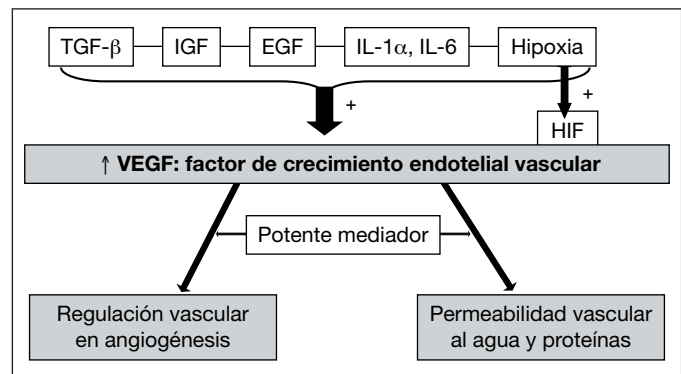 TGF-β
IGF
EGF
IL-1α, IL-6
Hipoxia
+
+
HIF
↑ VEGF: factor de crecimiento endotelial vascular
Potente mediador
Regulación vascular
en angiogénesis
Permeabilidad vascular
al agua y proteínas